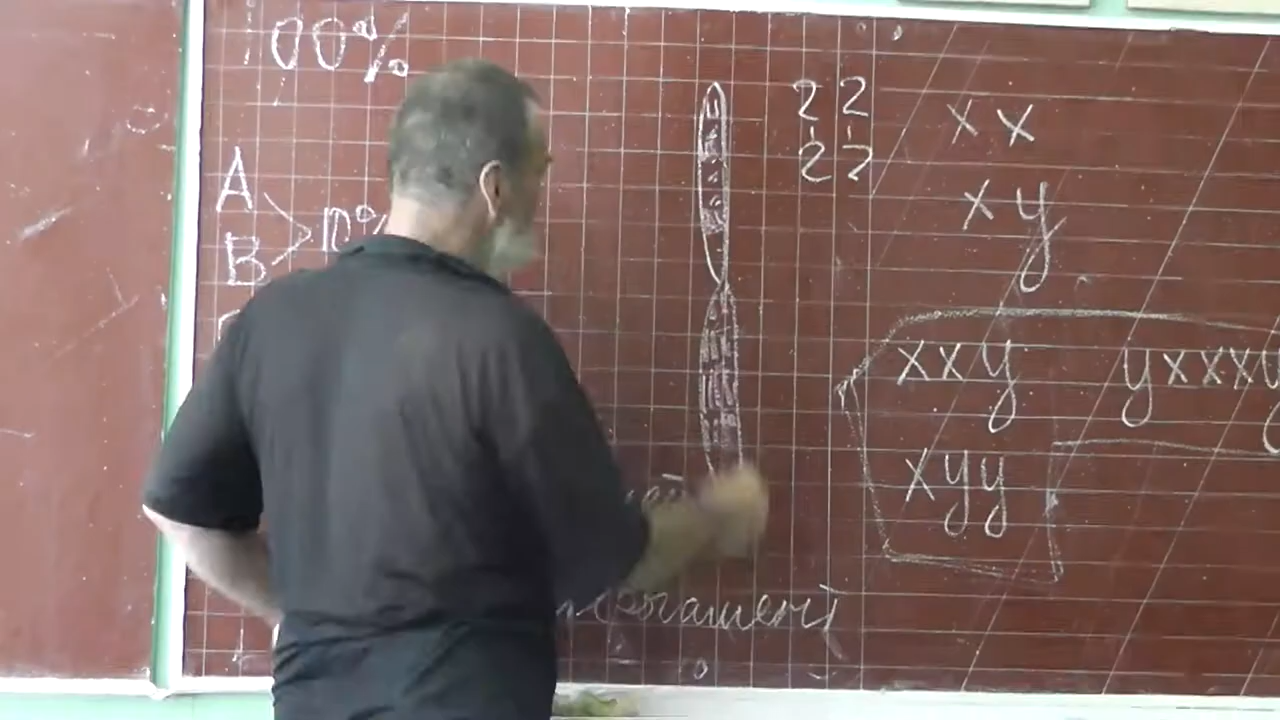 100%
A
B
10%
2 2
2 2
x x
x y
x x y
y x x x y
x y y